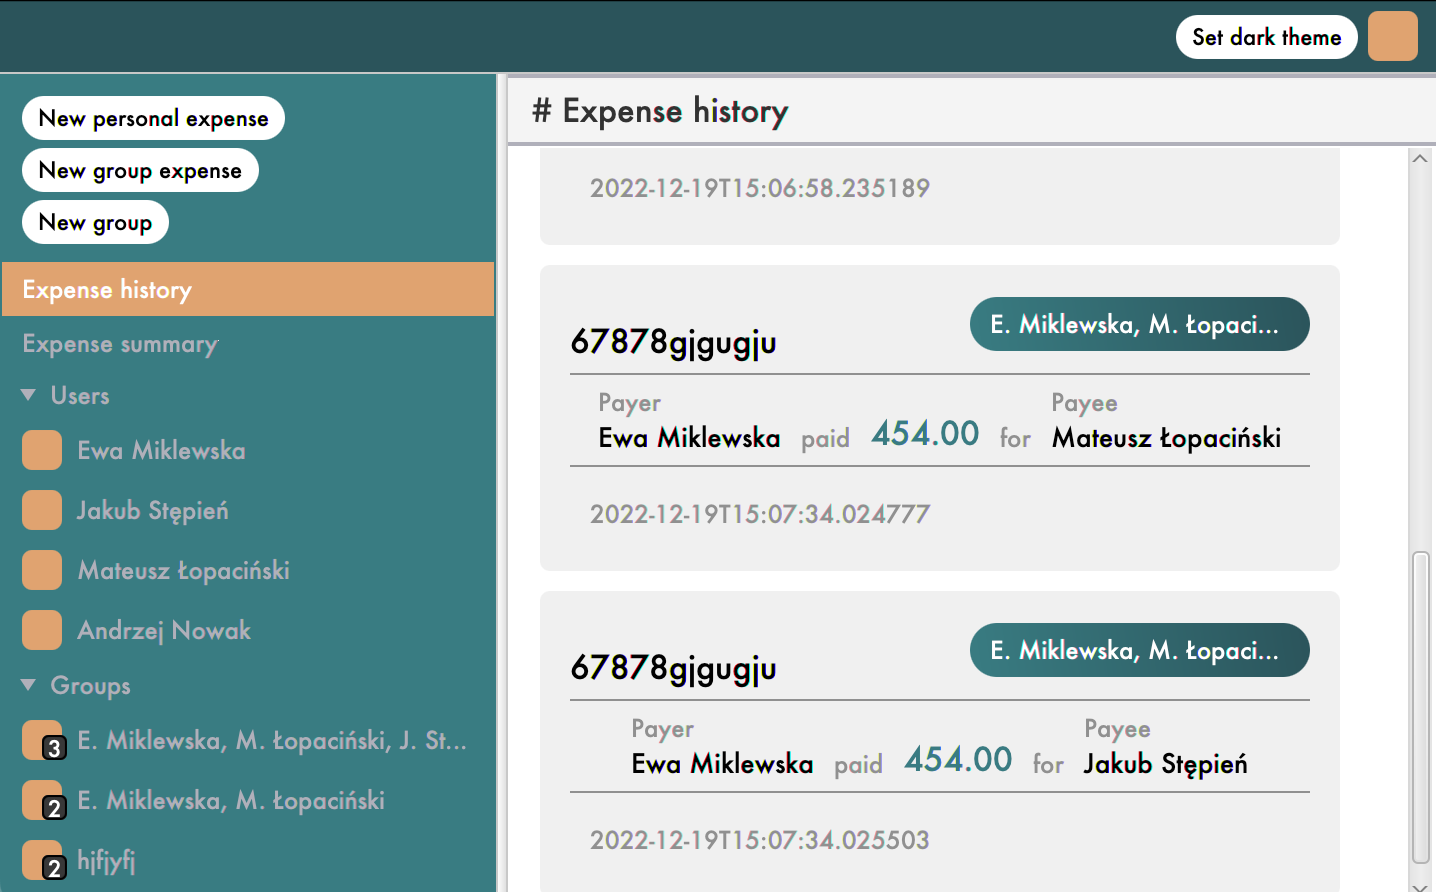 Set dark theme
New personal expense
New group expense
New group
Expense history
Expense summary
Users
Ewa Miklewska
Jakub Stępień
Mateusz Łopaciński
Andrzej Nowak
Groups
3 E. Miklewska, M. Łopaciński, J. St...
2 E. Miklewska, M. Łopaciński
2 hjfjyfj
# Expense history
2022-12-19T15:06:58.235189
67878gjgugju E. Miklewska, M. Łopaci...
Payer Payee
Ewa Miklewska paid 454.00 for Mateusz Łopaciński
2022-12-19T15:07:34.024777
67878gjgugju E. Miklewska, M. Łopaci...
Payer Payee
Ewa Miklewska paid 454.00 for Jakub Stępień
2022-12-19T15:07:34.025503